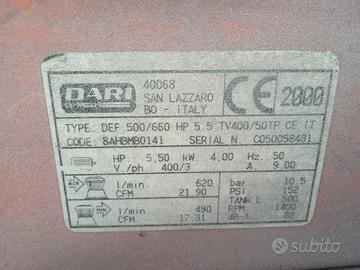 DARI
40068
SAN LAZZARO
BO - ITALY
CE 2000
TYPE: DEF 500/660 HP 5.5 TV400/50TP CE IT
CODE: 8AHBMB0141 SERIAL N. C050058481
HP 5,50 kW 4,00 Hz 50
V./ph 400/3 A 9.00
l/min. 620 bar 10.5
CFM 21.90 PSI 152
l/min. 490 TANK L 500
CFM 17.31 RPM 1400
dB-A 82
subito